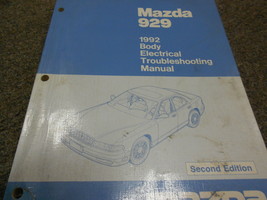 Mazda
929
1992
Body
Electrical
Troubleshooting
Manual
Second Edition